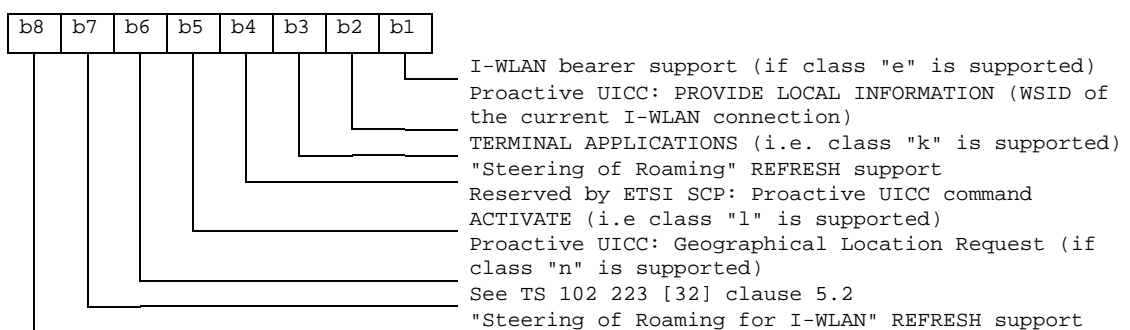 b8 b7 b6 b5 b4 b3 b2 b1
I-WLAN bearer support (if class "e" is supported)
Proactive UICC: PROVIDE LOCAL INFORMATION (WSID of
the current I-WLAN connection)
TERMINAL APPLICATIONS (i.e. class "k" is supported)
"Steering of Roaming" REFRESH support
Reserved by ETSI SCP: Proactive UICC command
ACTIVATE (i.e class "l" is supported)
Proactive UICC: Geographical Location Request (if
class "n" is supported)
See TS 102 223 [32] clause 5.2
"Steering of Roaming for I-WLAN" REFRESH support